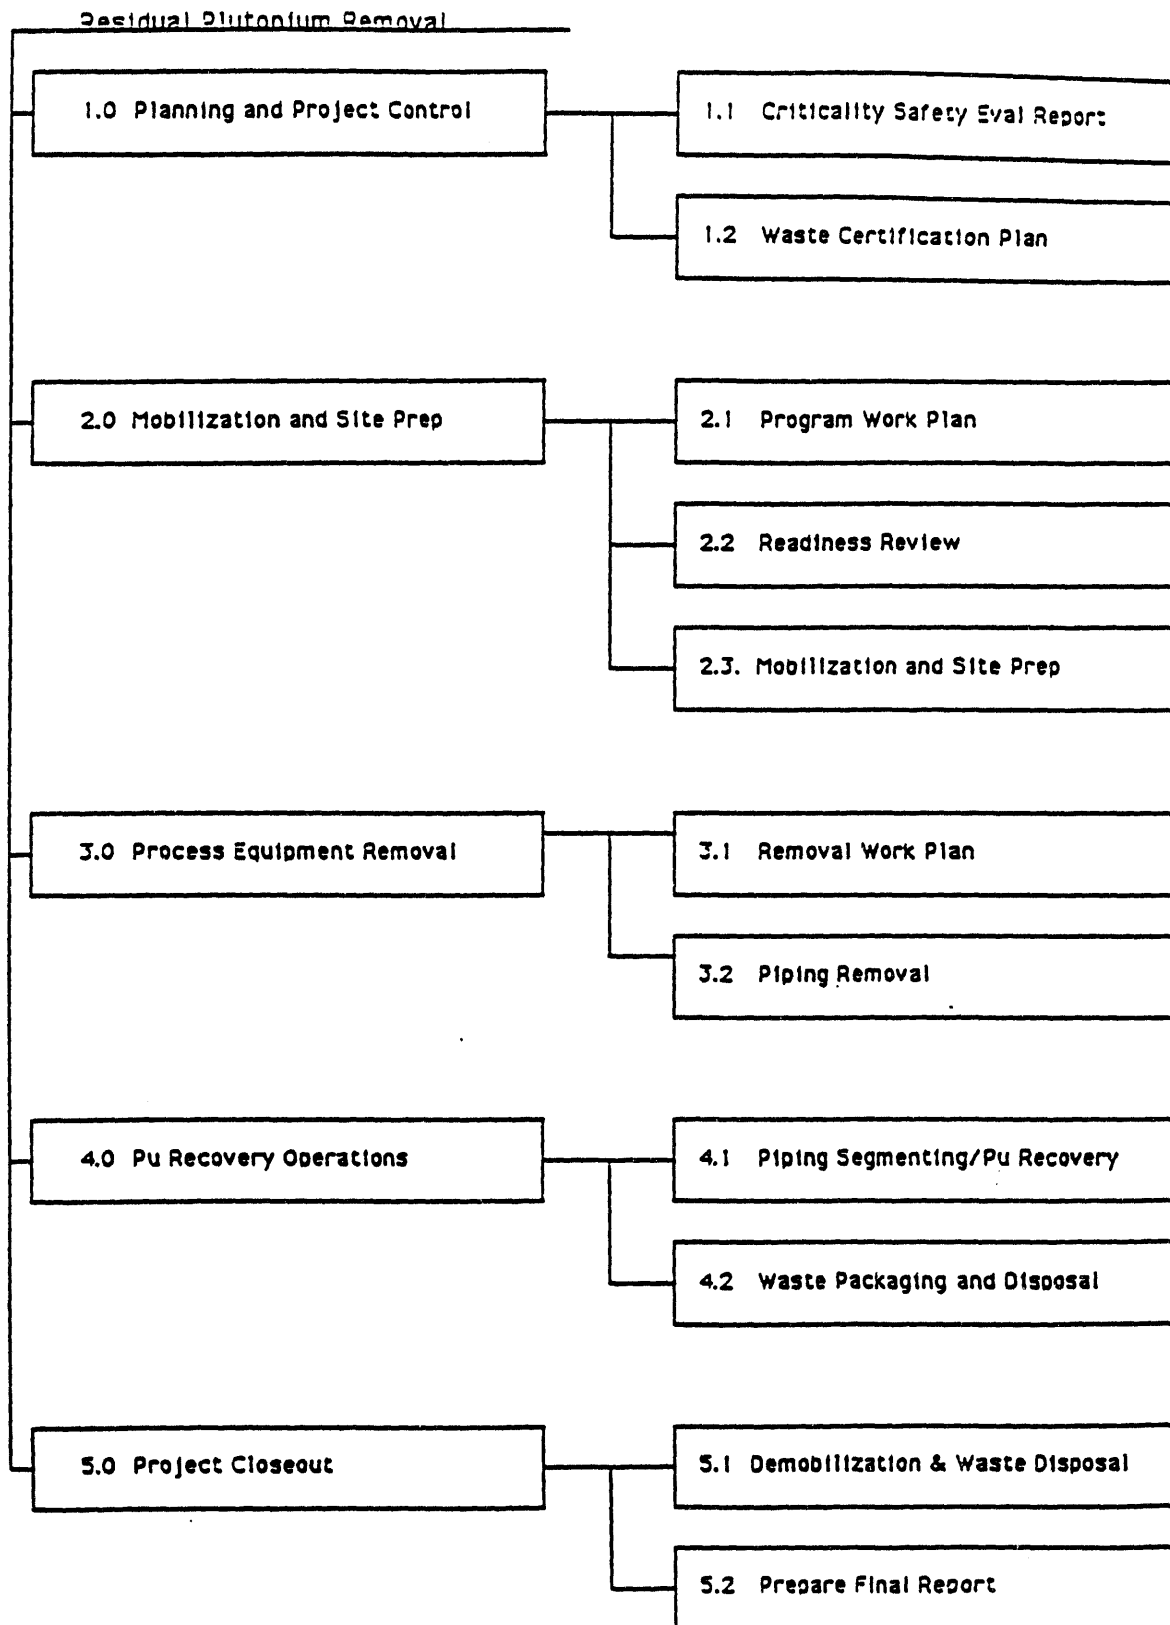 Residual Plutonium Removal
1.0 Planning and Project Control
1.1 Criticality Safety Eval Report
1.2 Waste Certification Plan
2.0 Mobilization and Site Prep
2.1 Program Work Plan
2.2 Readiness Review
2.3. Mobilization and Site Prep
3.0 Process Equipment Removal
3.1 Removal Work Plan
3.2 Piping Removal
4.0 Pu Recovery Operations
4.1 Piping Segmenting/Pu Recovery
4.2 Waste Packaging and Disposal
5.0 Project Closeout
5.1 Demobilization & Waste Disposal
5.2 Prepare Final Report